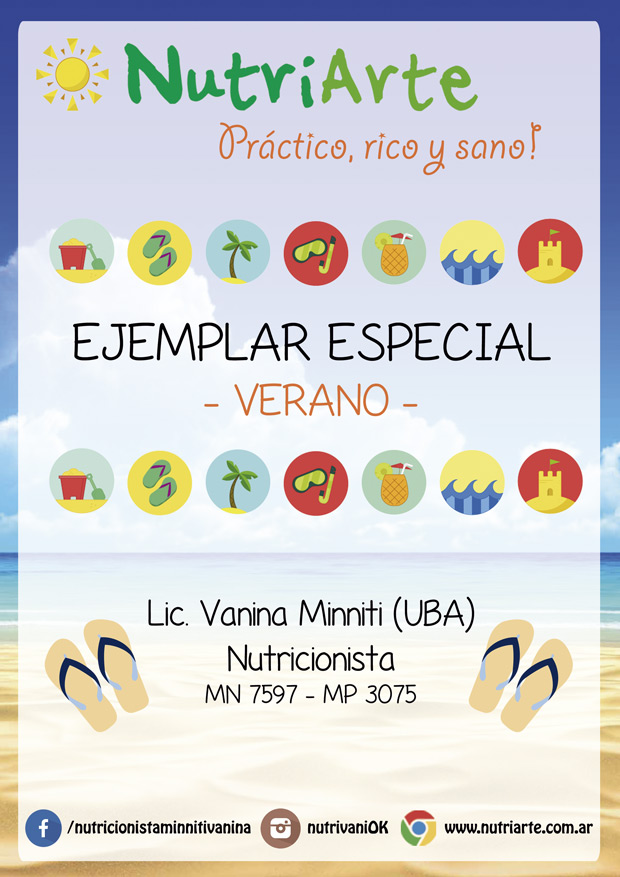 NutriArte
¡Práctico, rico y sano!
EJEMPLAR ESPECIAL
- VERANO -
Lic. Vanina Minniti (UBA)
Nutricionista
MN 7597 - MP 3075
/nutricionistaminnitivanina nutrivaniOK www.nutriarte.com.ar